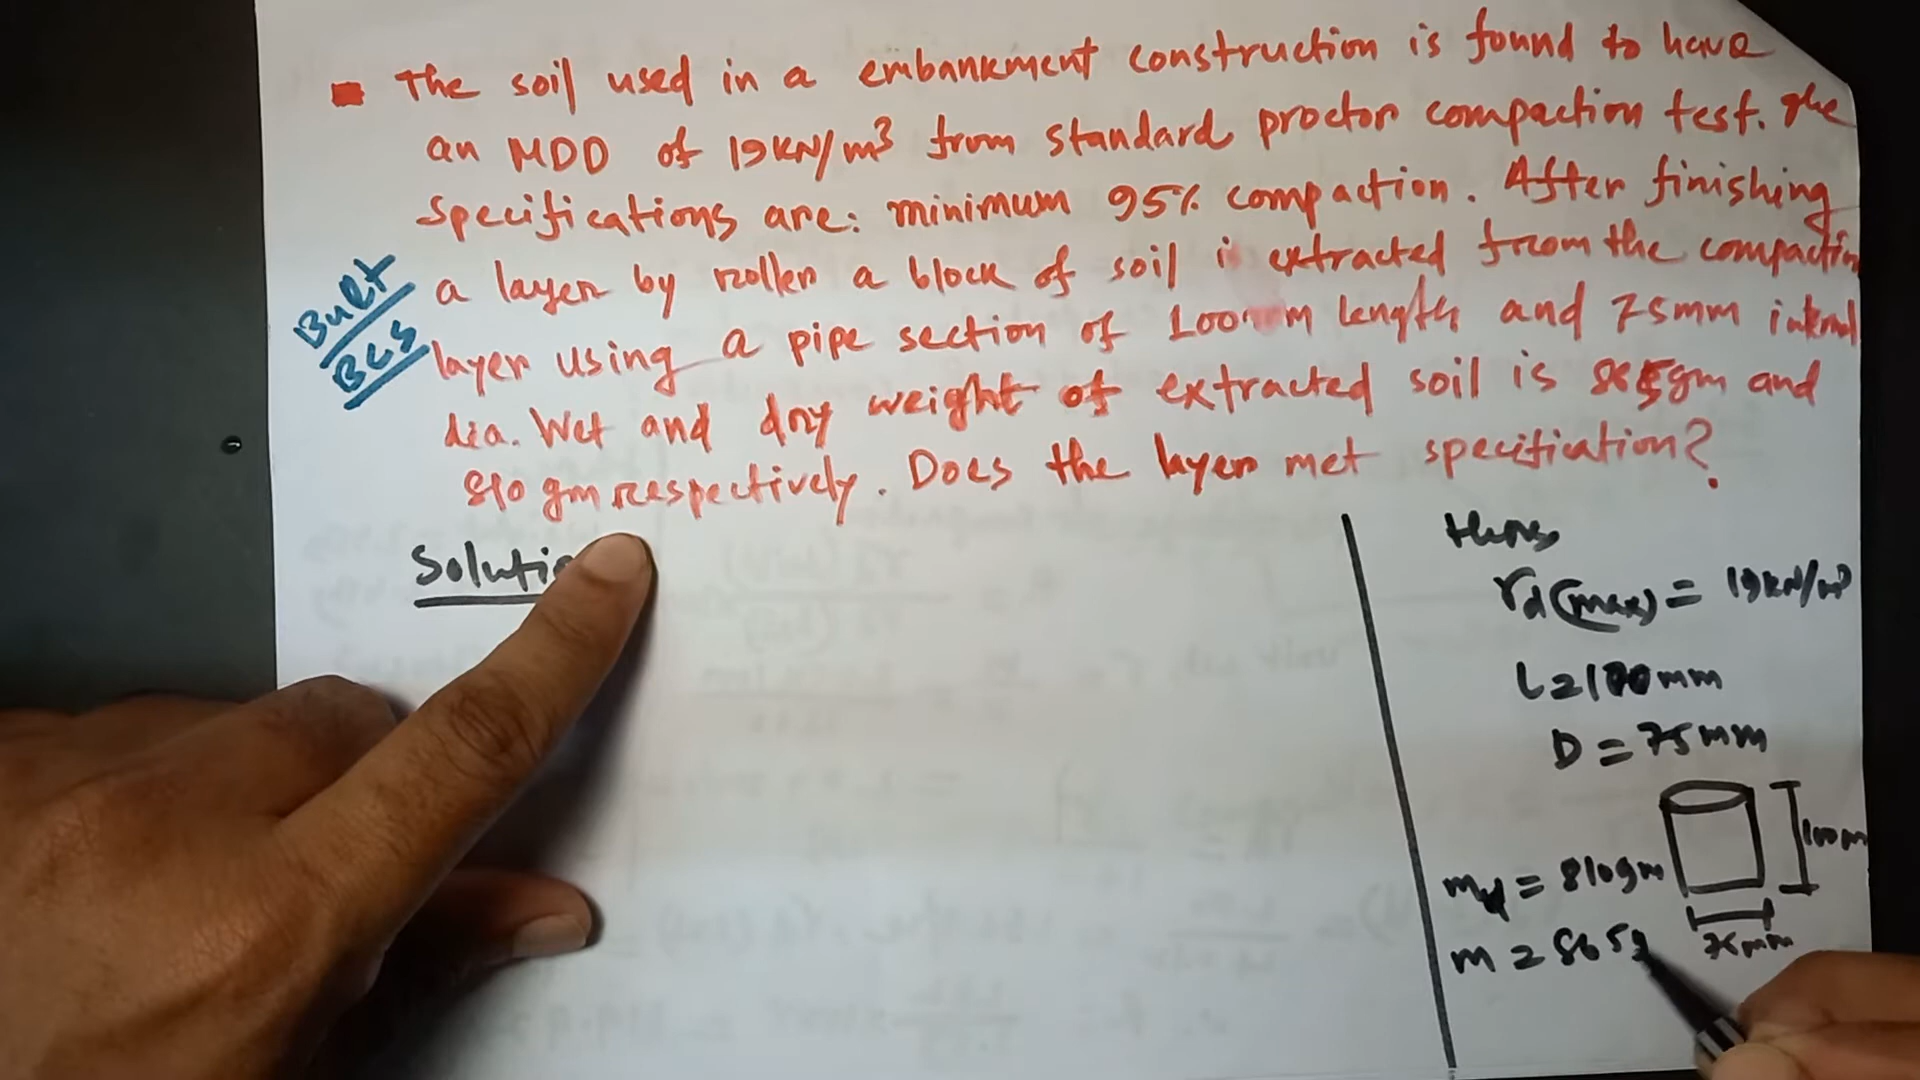 The soil used in a embankment construction is found to have
an MDD of 19KN/m³ from standard proctor compaction test. The
specifications are: minimum 95% compaction. After finishing
a layer by roller a block of soil is extracted from the compaction
layer using a pipe section of 100mm length and 75mm internal
dia. Wet and dry weight of extracted soil is 865gm and
810 gm respectively. Does the layer met specification?
BUET
BCS
Solutio
γd(max) = 19KN/m³
L = 100mm
D = 75mm
100m
md = 810gm
75mm
m = 865g